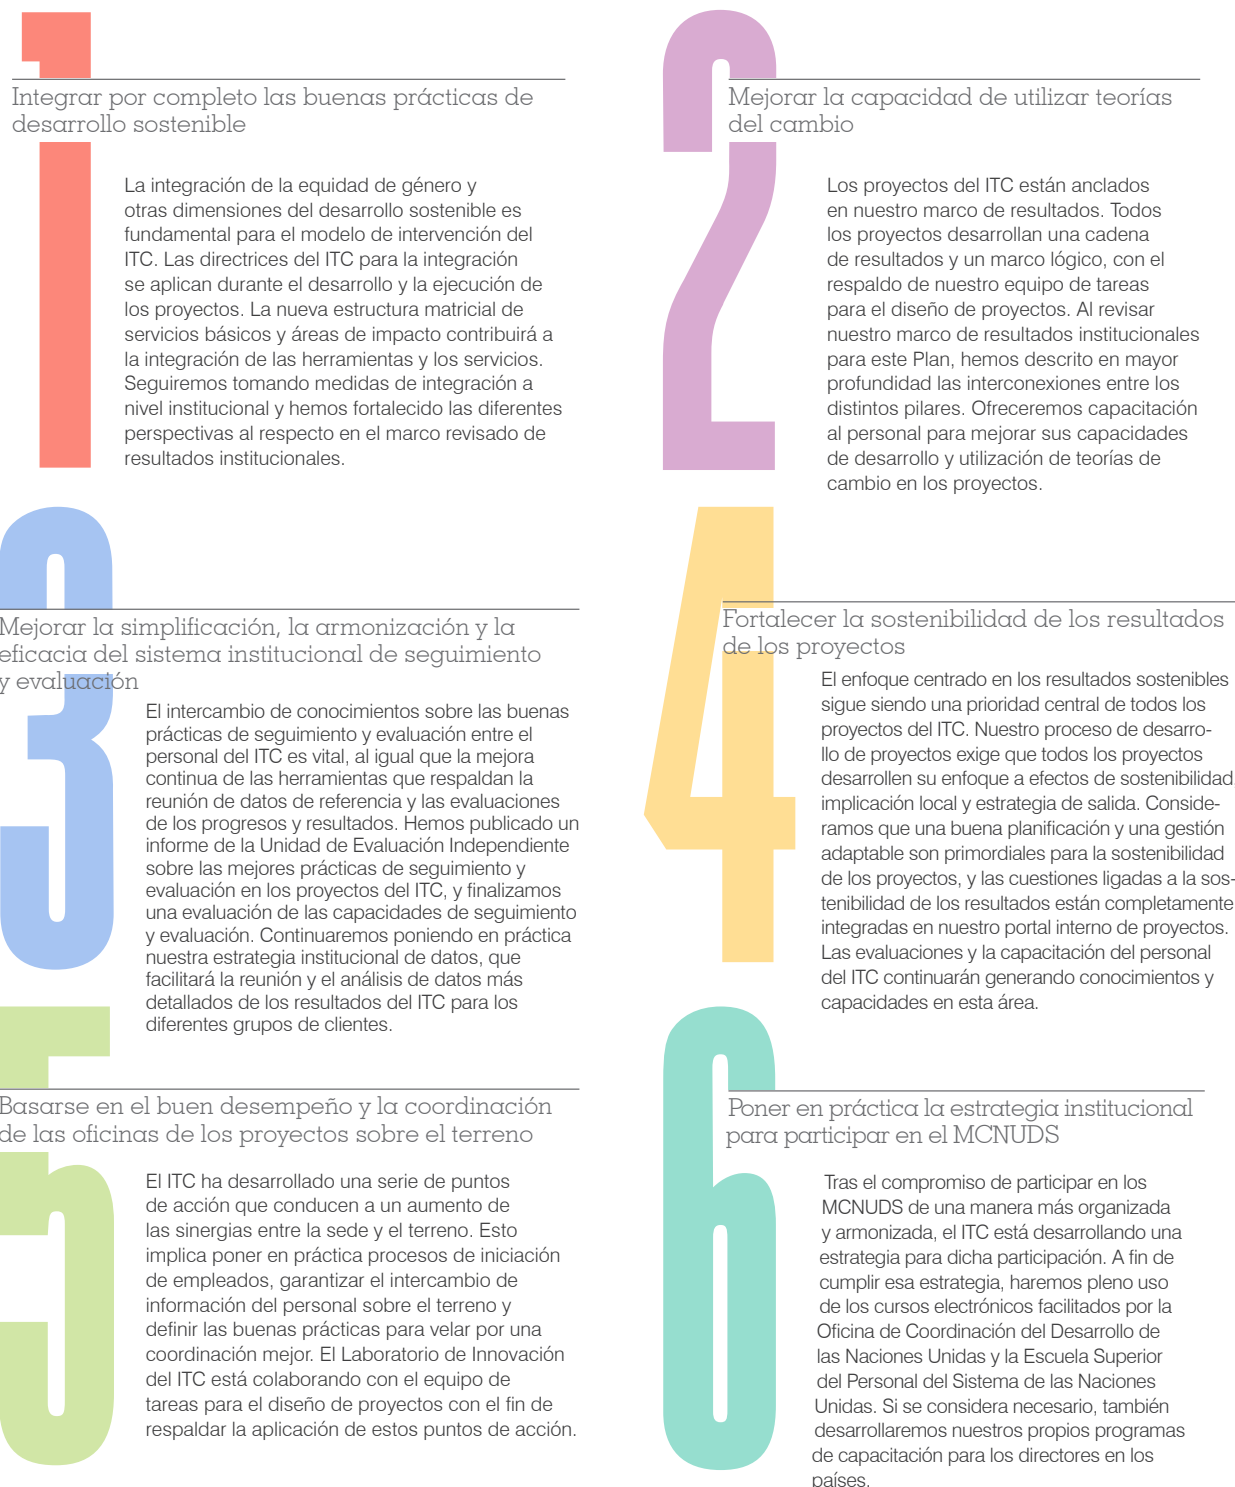 1
Integrar por completo las buenas prácticas de
desarrollo sostenible
La integración de la equidad de género y
otras dimensiones del desarrollo sostenible es
fundamental para el modelo de intervención del
ITC. Las directrices del ITC para la integración
se aplican durante el desarrollo y la ejecución de
los proyectos. La nueva estructura matricial de
servicios básicos y áreas de impacto contribuirá a
la integración de las herramientas y los servicios.
Seguiremos tomando medidas de integración a
nivel institucional y hemos fortalecido las diferentes
perspectivas al respecto en el marco revisado de
resultados institucionales.
2
Mejorar la capacidad de utilizar teorías
del cambio
Los proyectos del ITC están anclados
en nuestro marco de resultados. Todos
los proyectos desarrollan una cadena
de resultados y un marco lógico, con el
respaldo de nuestro equipo de tareas
para el diseño de proyectos. Al revisar
nuestro marco de resultados institucionales
para este Plan, hemos descrito en mayor
profundidad las interconexiones entre los
distintos pilares. Ofreceremos capacitación
al personal para mejorar sus capacidades
de desarrollo y utilización de teorías de
cambio en los proyectos.
3
Mejorar la simplificación, la armonización y la
eficacia del sistema institucional de seguimiento
y evaluación
El intercambio de conocimientos sobre las buenas
prácticas de seguimiento y evaluación entre el
personal del ITC es vital, al igual que la mejora
continua de las herramientas que respaldan la
reunión de datos de referencia y las evaluaciones
de los progresos y resultados. Hemos publicado un
informe de la Unidad de Evaluación Independiente
sobre las mejores prácticas de seguimiento y
evaluación en los proyectos del ITC, y finalizamos
una evaluación de las capacidades de seguimiento
y evaluación. Continuaremos poniendo en práctica
nuestra estrategia institucional de datos, que
facilitará la reunión y el análisis de datos más
detallados de los resultados del ITC para los
diferentes grupos de clientes.
4
Fortalecer la sostenibilidad de los resultados
de los proyectos
El enfoque centrado en los resultados sostenibles
sigue siendo una prioridad central de todos los
proyectos del ITC. Nuestro proceso de desarro-
llo de proyectos exige que todos los proyectos
desarrollen su enfoque a efectos de sostenibilidad,
implicación local y estrategia de salida. Conside-
ramos que una buena planificación y una gestión
adaptable son primordiales para la sostenibilidad
de los proyectos, y las cuestiones ligadas a la sos-
tenibilidad de los resultados están completamente
integradas en nuestro portal interno de proyectos.
Las evaluaciones y la capacitación del personal
del ITC continuarán generando conocimientos y
capacidades en esta área.
5
Basarse en el buen desempeño y la coordinación
de las oficinas de los proyectos sobre el terreno
El ITC ha desarrollado una serie de puntos
de acción que conducen a un aumento de
las sinergias entre la sede y el terreno. Esto
implica poner en práctica procesos de iniciación
de empleados, garantizar el intercambio de
información del personal sobre el terreno y
definir las buenas prácticas para velar por una
coordinación mejor. El Laboratorio de Innovación
del ITC está colaborando con el equipo de
tareas para el diseño de proyectos con el fin de
respaldar la aplicación de estos puntos de acción.
6
Poner en práctica la estrategia institucional
para participar en el MCNUDS
Tras el compromiso de participar en los
MCNUDS de una manera más organizada
y armonizada, el ITC está desarrollando una
estrategia para dicha participación. A fin de
cumplir esa estrategia, haremos pleno uso
de los cursos electrónicos facilitados por la
Oficina de Coordinación del Desarrollo de
las Naciones Unidas y la Escuela Superior
del Personal del Sistema de las Naciones
Unidas. Si se considera necesario, también
desarrollaremos nuestros propios programas
de capacitación para los directores en los
países.